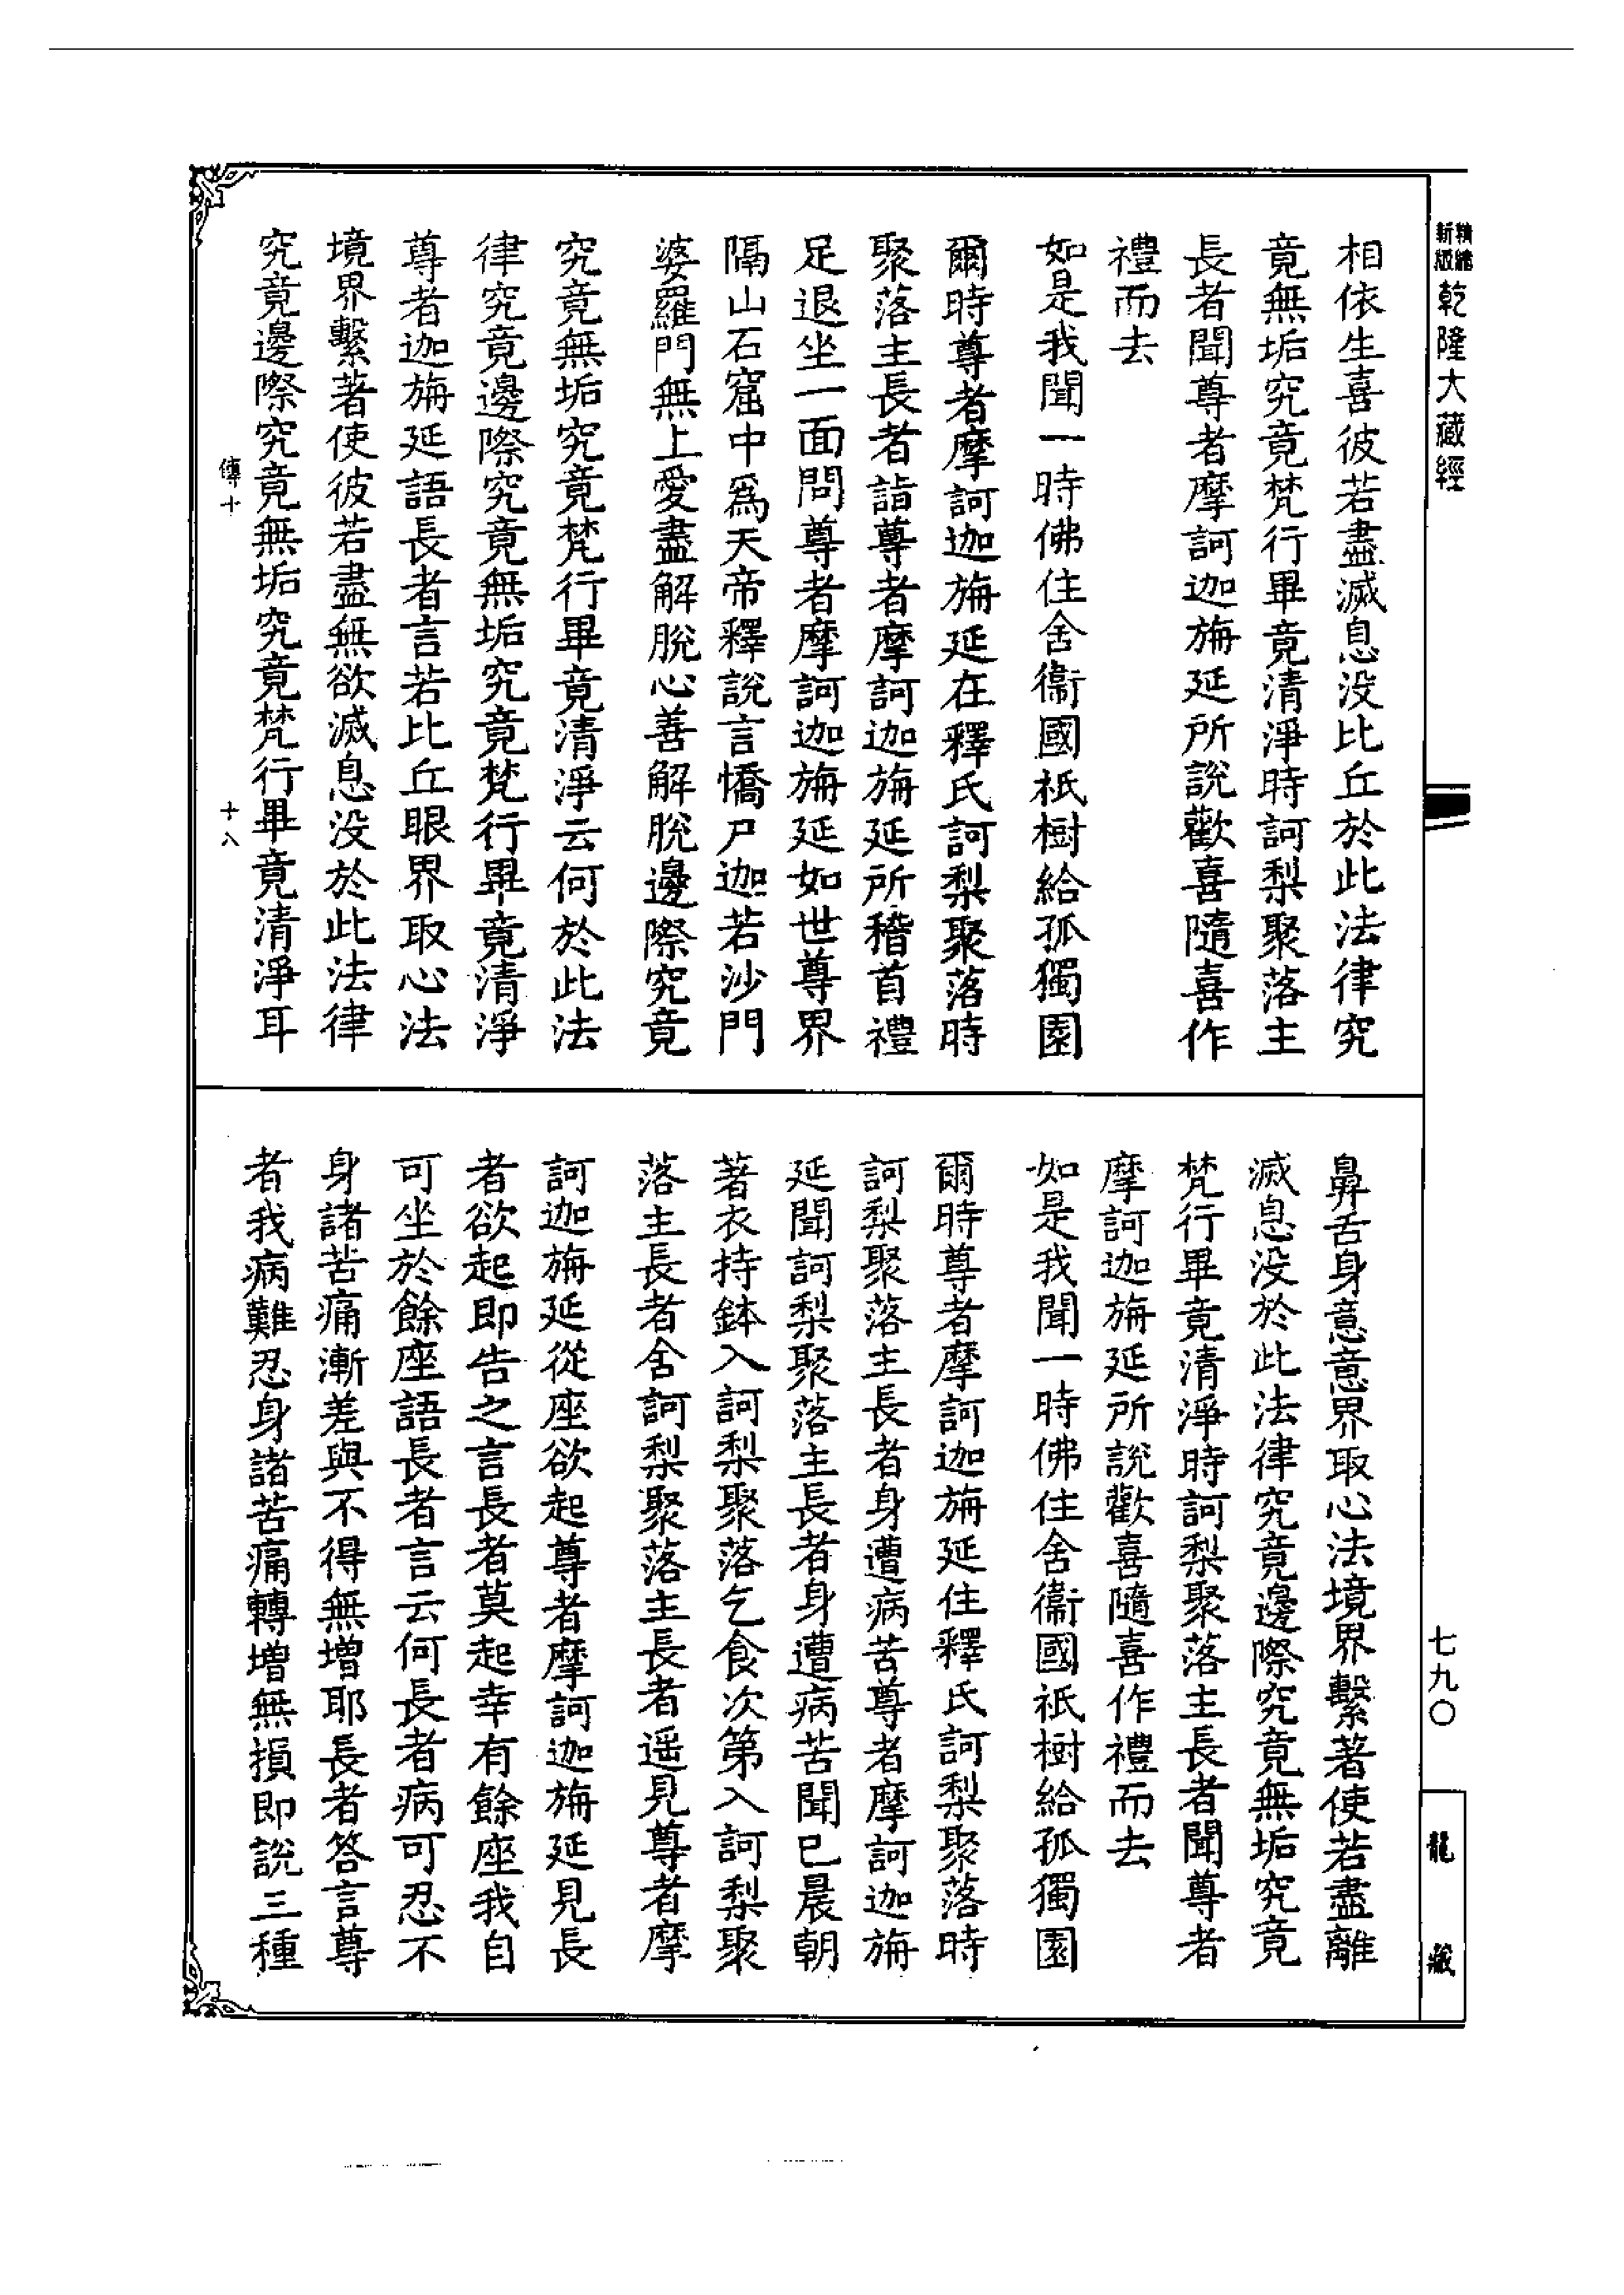 精縮新版乾隆大藏經
相依生喜彼若盡滅息没比丘於此法律究
竟無垢究竟梵行畢竟清淨時訶梨聚落主
長者聞尊者摩訶迦旃延所說歡喜隨喜作
禮而去
如是我聞一時佛住舍衞國祇樹給孤獨園
爾時尊者摩訶迦旃延在釋氏訶梨聚落時
聚落主長者詣尊者摩訶迦旃延所稽首禮
足退坐一面問尊者摩訶迦旃延如世尊界
隔山石窟中爲天帝釋說言憍尸迦若沙門
婆羅門無上愛盡解脫心善解脫邊際究竟
究竟無垢究竟梵行畢竟清淨云何於此法
律究竟邊際究竟無垢究竟梵行畢竟清淨
尊者迦旃延語長者言若比丘眼界取心法
境界繫著使彼若盡無欲滅息没於此法律
究竟邊際究竟無垢究竟梵行畢竟清淨耳
傳十
十八
鼻舌身意意界取心法境界繫著使若盡離
滅息没於此法律究竟邊際究竟無垢究竟
梵行畢竟清淨時訶梨聚落主長者聞尊者
摩訶迦旃延所說歡喜隨喜作禮而去
如是我聞一時佛住舍衞國祇樹給孤獨園
爾時尊者摩訶迦旃延住釋氏訶梨聚落時
訶梨聚落主長者身遭病苦尊者摩訶迦旃
延聞訶梨聚落主長者身遭病苦聞已晨朝
著衣持鉢入訶梨聚落乞食次第入訶梨聚
落主長者舍訶梨聚落主長者遥見尊者摩
訶迦旃延從座欲起尊者摩訶迦旃延見長
者欲起即告之言長者莫起幸有餘座我自
可坐於餘座語長者言云何長者病可忍不
身諸苦痛漸差與不得無增耶長者答言尊
者我病難忍身諸苦痛轉增無損即說三種
七九〇
龍藏